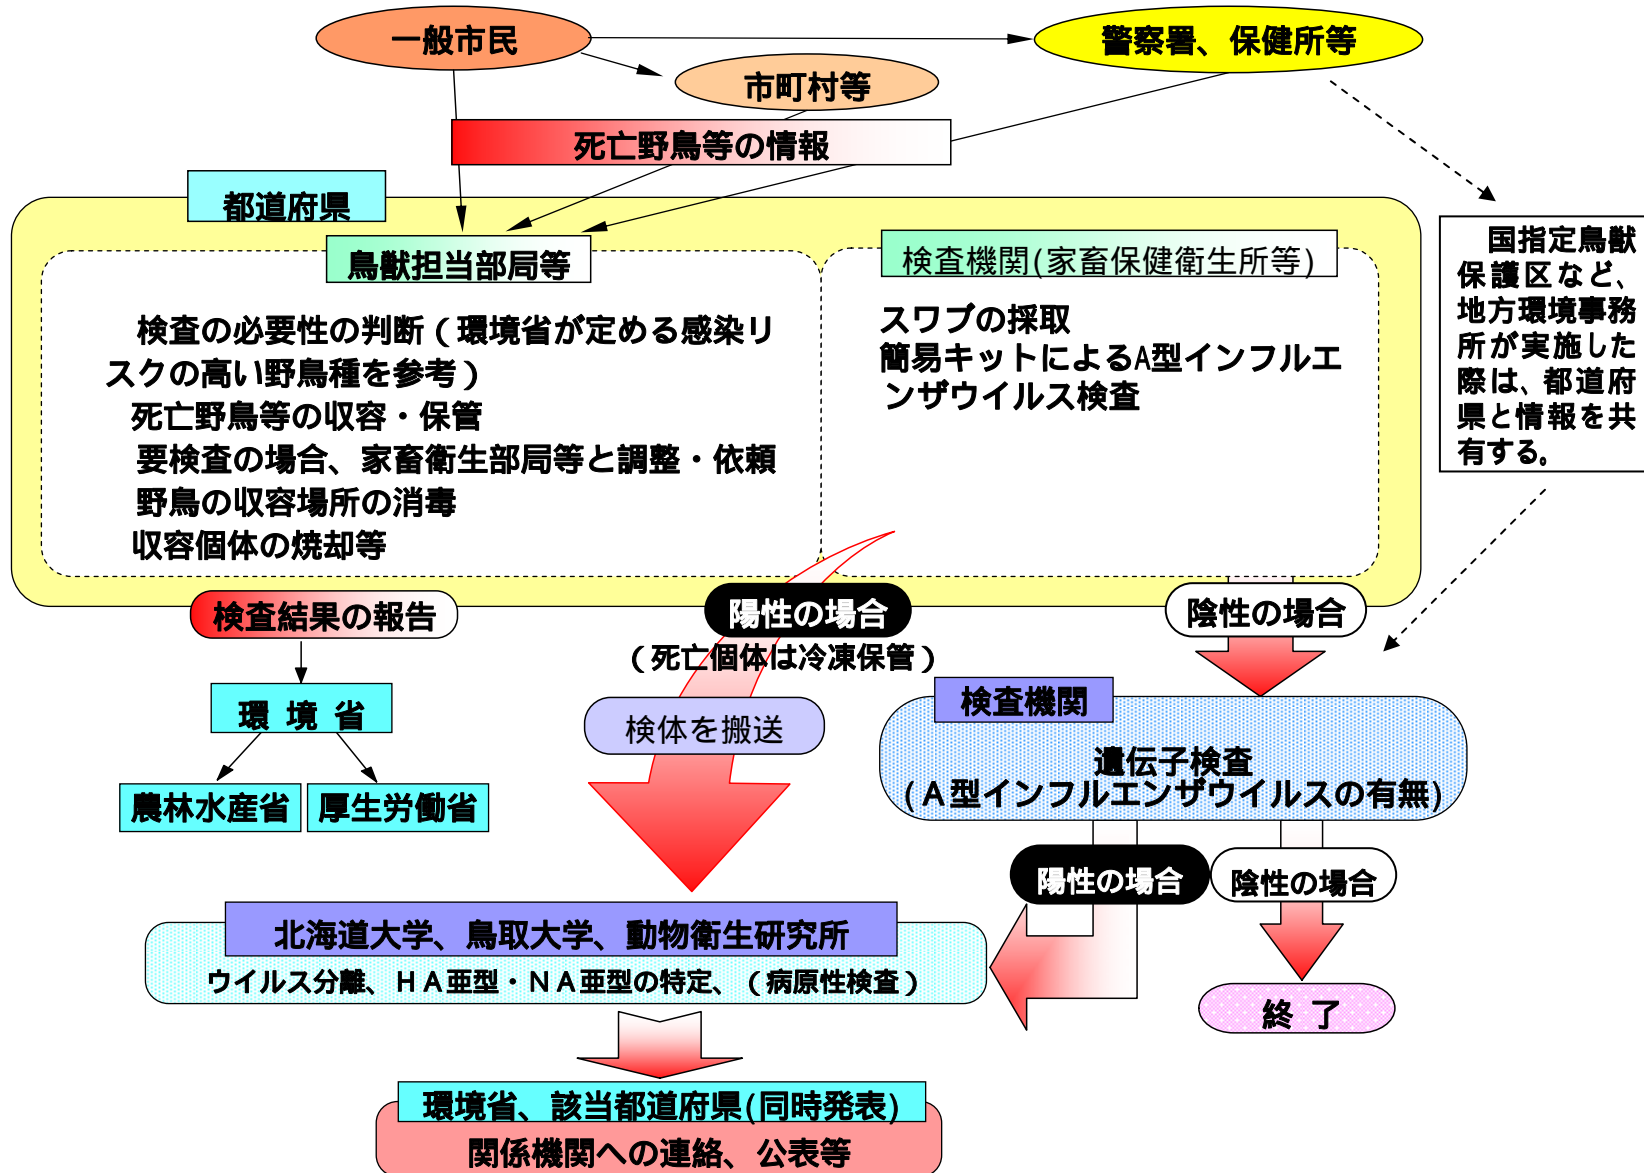 一般市民
警察署、保健所等
市町村等
死亡野鳥等の情報
都道府県
鳥獣担当部局等
検査の必要性の判断（環境省が定める感染リ
スクの高い野鳥種を参考）
死亡野鳥等の収容・保管
要検査の場合、家畜衛生部局等と調整・依頼
野鳥の収容場所の消毒
収容個体の焼却等
検査機関(家畜保健衛生所等)
スワブの採取
簡易キットによるA型インフルエ
ンザウイルス検査
国指定鳥獣
保護区など、
地方環境事務
所が実施した
際は、都道府
県と情報を共
有する。
検査結果の報告
陽性の場合
（死亡個体は冷凍保管）
陰性の場合
環 境 省
農林水産省
厚生労働省
検体を搬送
検査機関
遺伝子検査
(Ａ型インフルエンザウイルスの有無)
陽性の場合
陰性の場合
終 了
北海道大学、鳥取大学、動物衛生研究所
ウイルス分離、ＨＡ亜型・ＮＡ亜型の特定、（病原性検査）
環境省、該当都道府県(同時発表)
関係機関への連絡、公表等